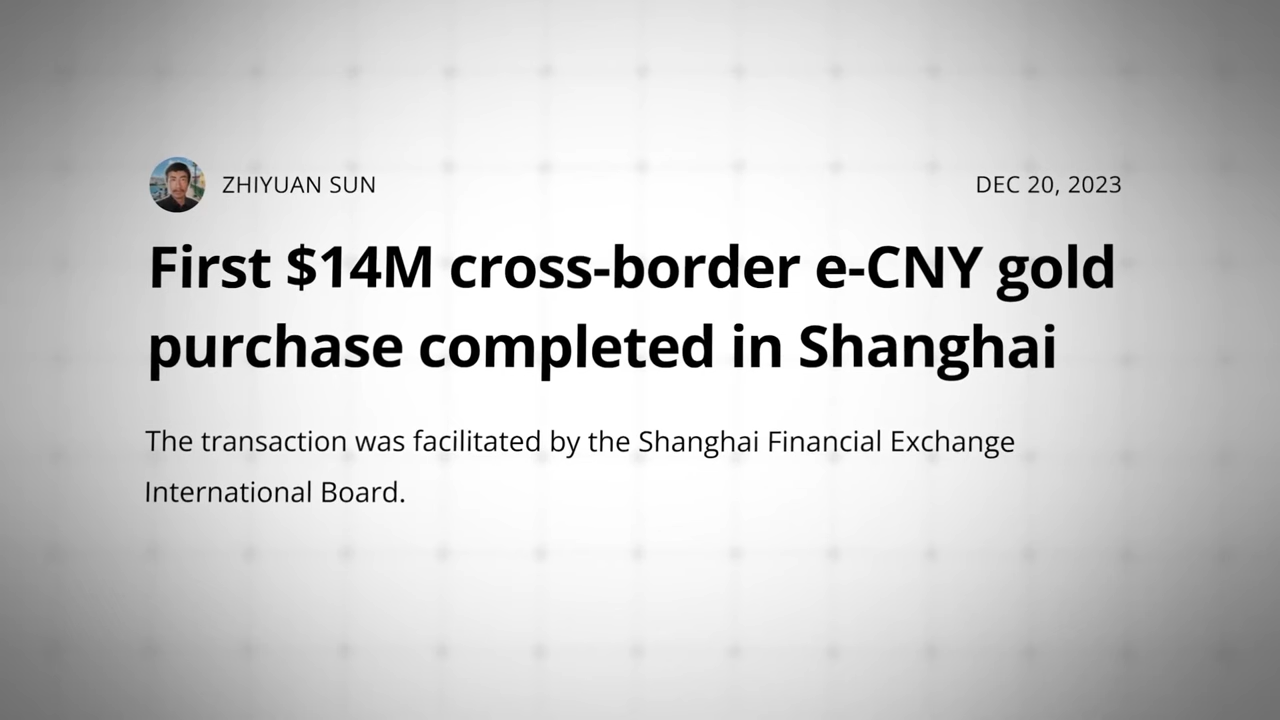 ZHIYUAN SUN
DEC 20, 2023
First $14M cross-border e-CNY gold
purchase completed in Shanghai
The transaction was facilitated by the Shanghai Financial Exchange
International Board.